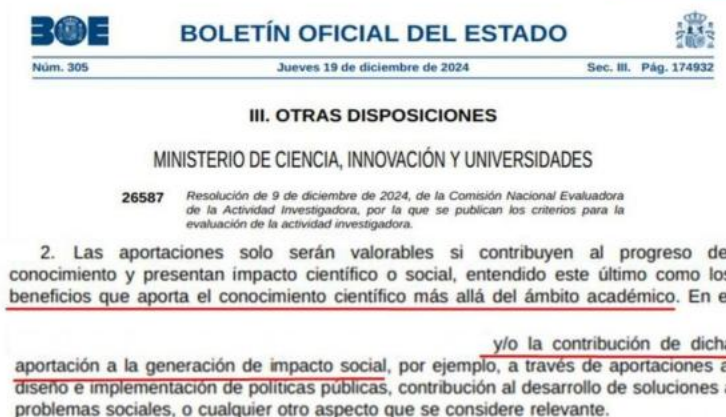 BOE
BOLETÍN OFICIAL DEL ESTADO
Núm. 305 Jueves 19 de diciembre de 2024 Sec. III. Pág. 174932
III. OTRAS DISPOSICIONES
MINISTERIO DE CIENCIA, INNOVACIÓN Y UNIVERSIDADES
26587 Resolución de 9 de diciembre de 2024, de la Comisión Nacional Evaluadora
de la Actividad Investigadora, por la que se publican los criterios para la
evaluación de la actividad investigadora.
2. Las aportaciones solo serán valorables si contribuyen al progreso de
conocimiento y presentan impacto científico o social, entendido este último como los
beneficios que aporta el conocimiento científico más allá del ámbito académico. En e
y/o la contribución de dicha
aportación a la generación de impacto social, por ejemplo, a través de aportaciones a
diseño e implementación de políticas públicas, contribución al desarrollo de soluciones a
problemas sociales, o cualquier otro aspecto que se considere relevante.